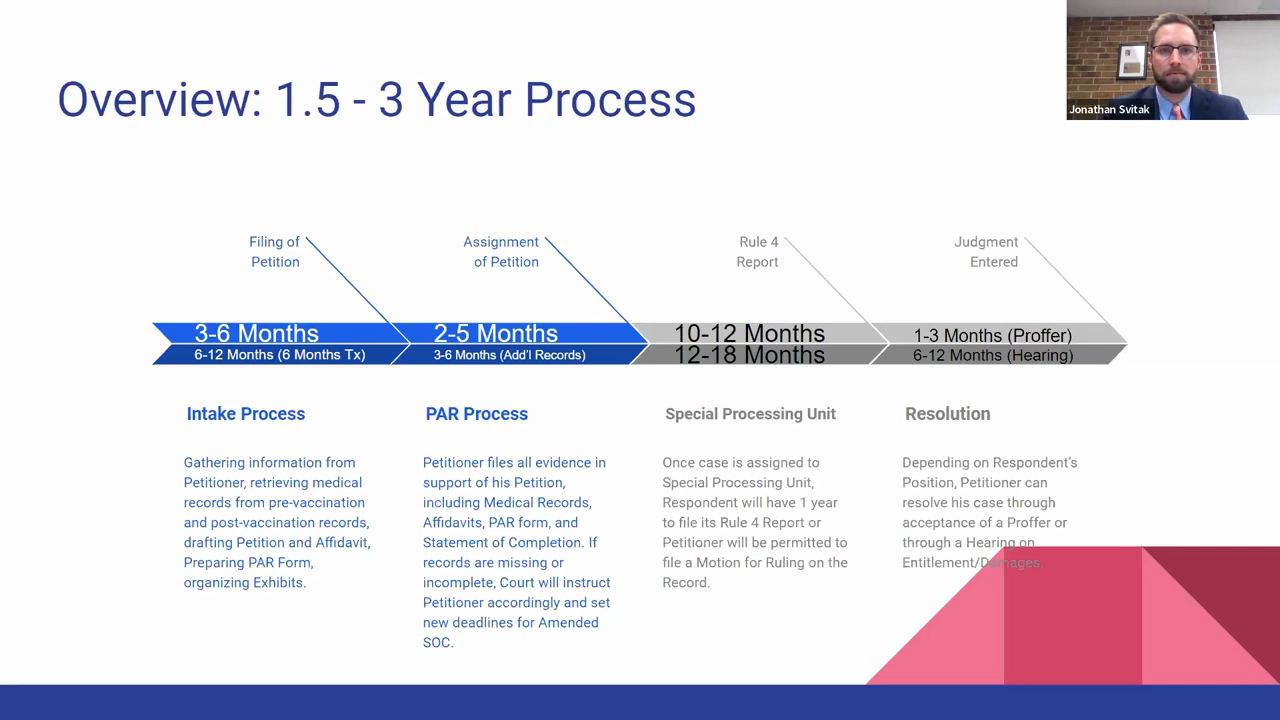 Overview: 1.5 - 3 Year Process
Jonathan Svitak
Filing of
Petition
Assignment
of Petition
Rule 4
Report
Judgment
Entered
3-6 Months
6-12 Months (6 Months Tx)
2-5 Months
3-6 Months (Add'l Records)
10-12 Months
12-18 Months
1-3 Months (Proffer)
6-12 Months (Hearing)
Intake Process
Gathering information from
Petitioner, retrieving medical
records from pre-vaccination
and post-vaccination records,
drafting Petition and Affidavit,
Preparing PAR Form,
organizing Exhibits.
PAR Process
Petitioner files all evidence in
support of his Petition,
including Medical Records,
Affidavits, PAR form, and
Statement of Completion. If
records are missing or
incomplete, Court will instruct
Petitioner accordingly and set
new deadlines for Amended
SOC.
Special Processing Unit
Once case is assigned to
Special Processing Unit,
Respondent will have 1 year
to file its Rule 4 Report or
Petitioner will be permitted to
file a Motion for Ruling on the
Record.
Resolution
Depending on Respondent's
Position, Petitioner can
resolve his case through
acceptance of a Proffer or
through a Hearing on
Entitlement/Damages.